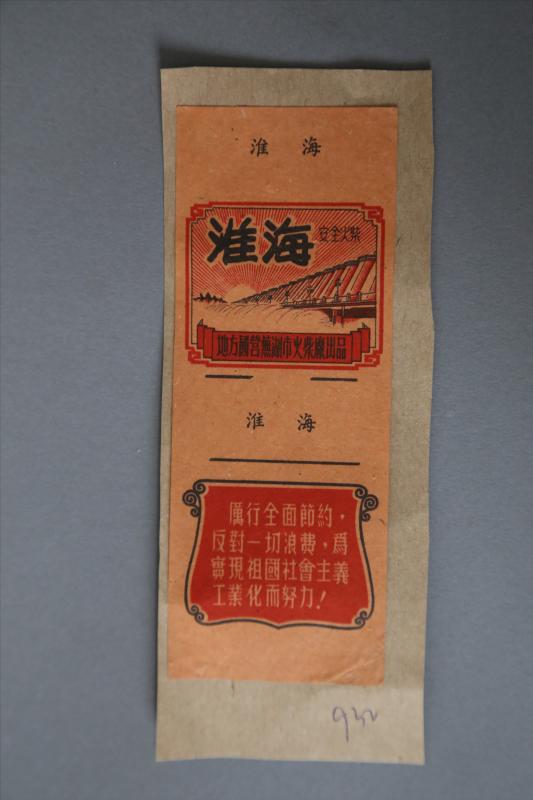 淮 海
淮海
安全火柴
地方國營蕪湖市火柴廠出品
淮 海
厲行全面節約，
反對一切浪費，爲
實現祖國社會主義
工業化而努力！